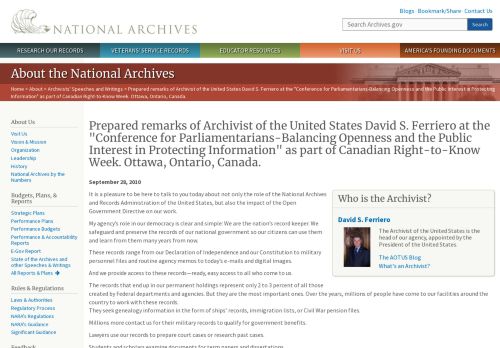 Blogs · Bookmark/Share · Contact Us
NATIONAL ARCHIVES
Search Archives.gov
Search
RESEARCH OUR RECORDS
VETERANS' SERVICE RECORDS
EDUCATOR RESOURCES
VISIT US
AMERICA'S FOUNDING DOCUMENTS
About the National Archives
Home > About > Archivists' Speeches and Writings > Prepared remarks of Archivist of the United States David S. Ferriero at the "Conference for Parliamentarians-Balancing Openness and the Public Interest in Protecting
Information" as part of Canadian Right-to-Know Week. Ottawa, Ontario, Canada.
About Us
Visit Us
Vision & Mission
Organization
Leadership
History
National Archives by the
Numbers
Budgets, Plans, &
Reports
Strategic Plans
Performance Plans
Performance Budgets
Performance & Accountability
Reports
E-Gov Report
State of the Archives and
other Speeches & Writings
All Reports & Plans
Rules & Regulations
Laws & Authorities
Regulatory Process
NARA's Regulations
NARA's Guidance
Significant Guidance
Prepared remarks of Archivist of the United States David S. Ferriero at the
"Conference for Parliamentarians-Balancing Openness and the Public
Interest in Protecting Information" as part of Canadian Right-to-Know
Week. Ottawa, Ontario, Canada.
September 28, 2010
It is a pleasure to be here to talk to you today about not only the role of the National Archives
and Records Administration of the United States, but also the impact of the Open
Government Directive on our work.
My agency's role in our democracy is clear and simple: We are the nation's record keeper. We
safeguard and preserve the records of our national government so our citizens can use them
and learn from them many years from now.
These records range from our Declaration of Independence and our Constitution to military
personnel files and routine agency memos to today's e-mails and digital images.
And we provide access to these records—ready, easy access to all who come to us.
The records that end up in our permanent holdings represent only 2 to 3 percent of all those
created by federal departments and agencies. But they are the most important ones. Over the years, millions of people have come to our facilities around the
country to work with these records.
They seek genealogy information in the form of ships' records, immigration lists, or Civil War pension files.
Millions more contact us for their military records to qualify for government benefits.
Lawyers use our records to prepare court cases or research past cases.
Students and scholars examine documents for term papers and dissertations.
Who is the Archivist?
David S. Ferriero
The Archivist of the United States is the
head of our agency, appointed by the
President of the United States.
The AOTUS Blog
What's an Archivist?